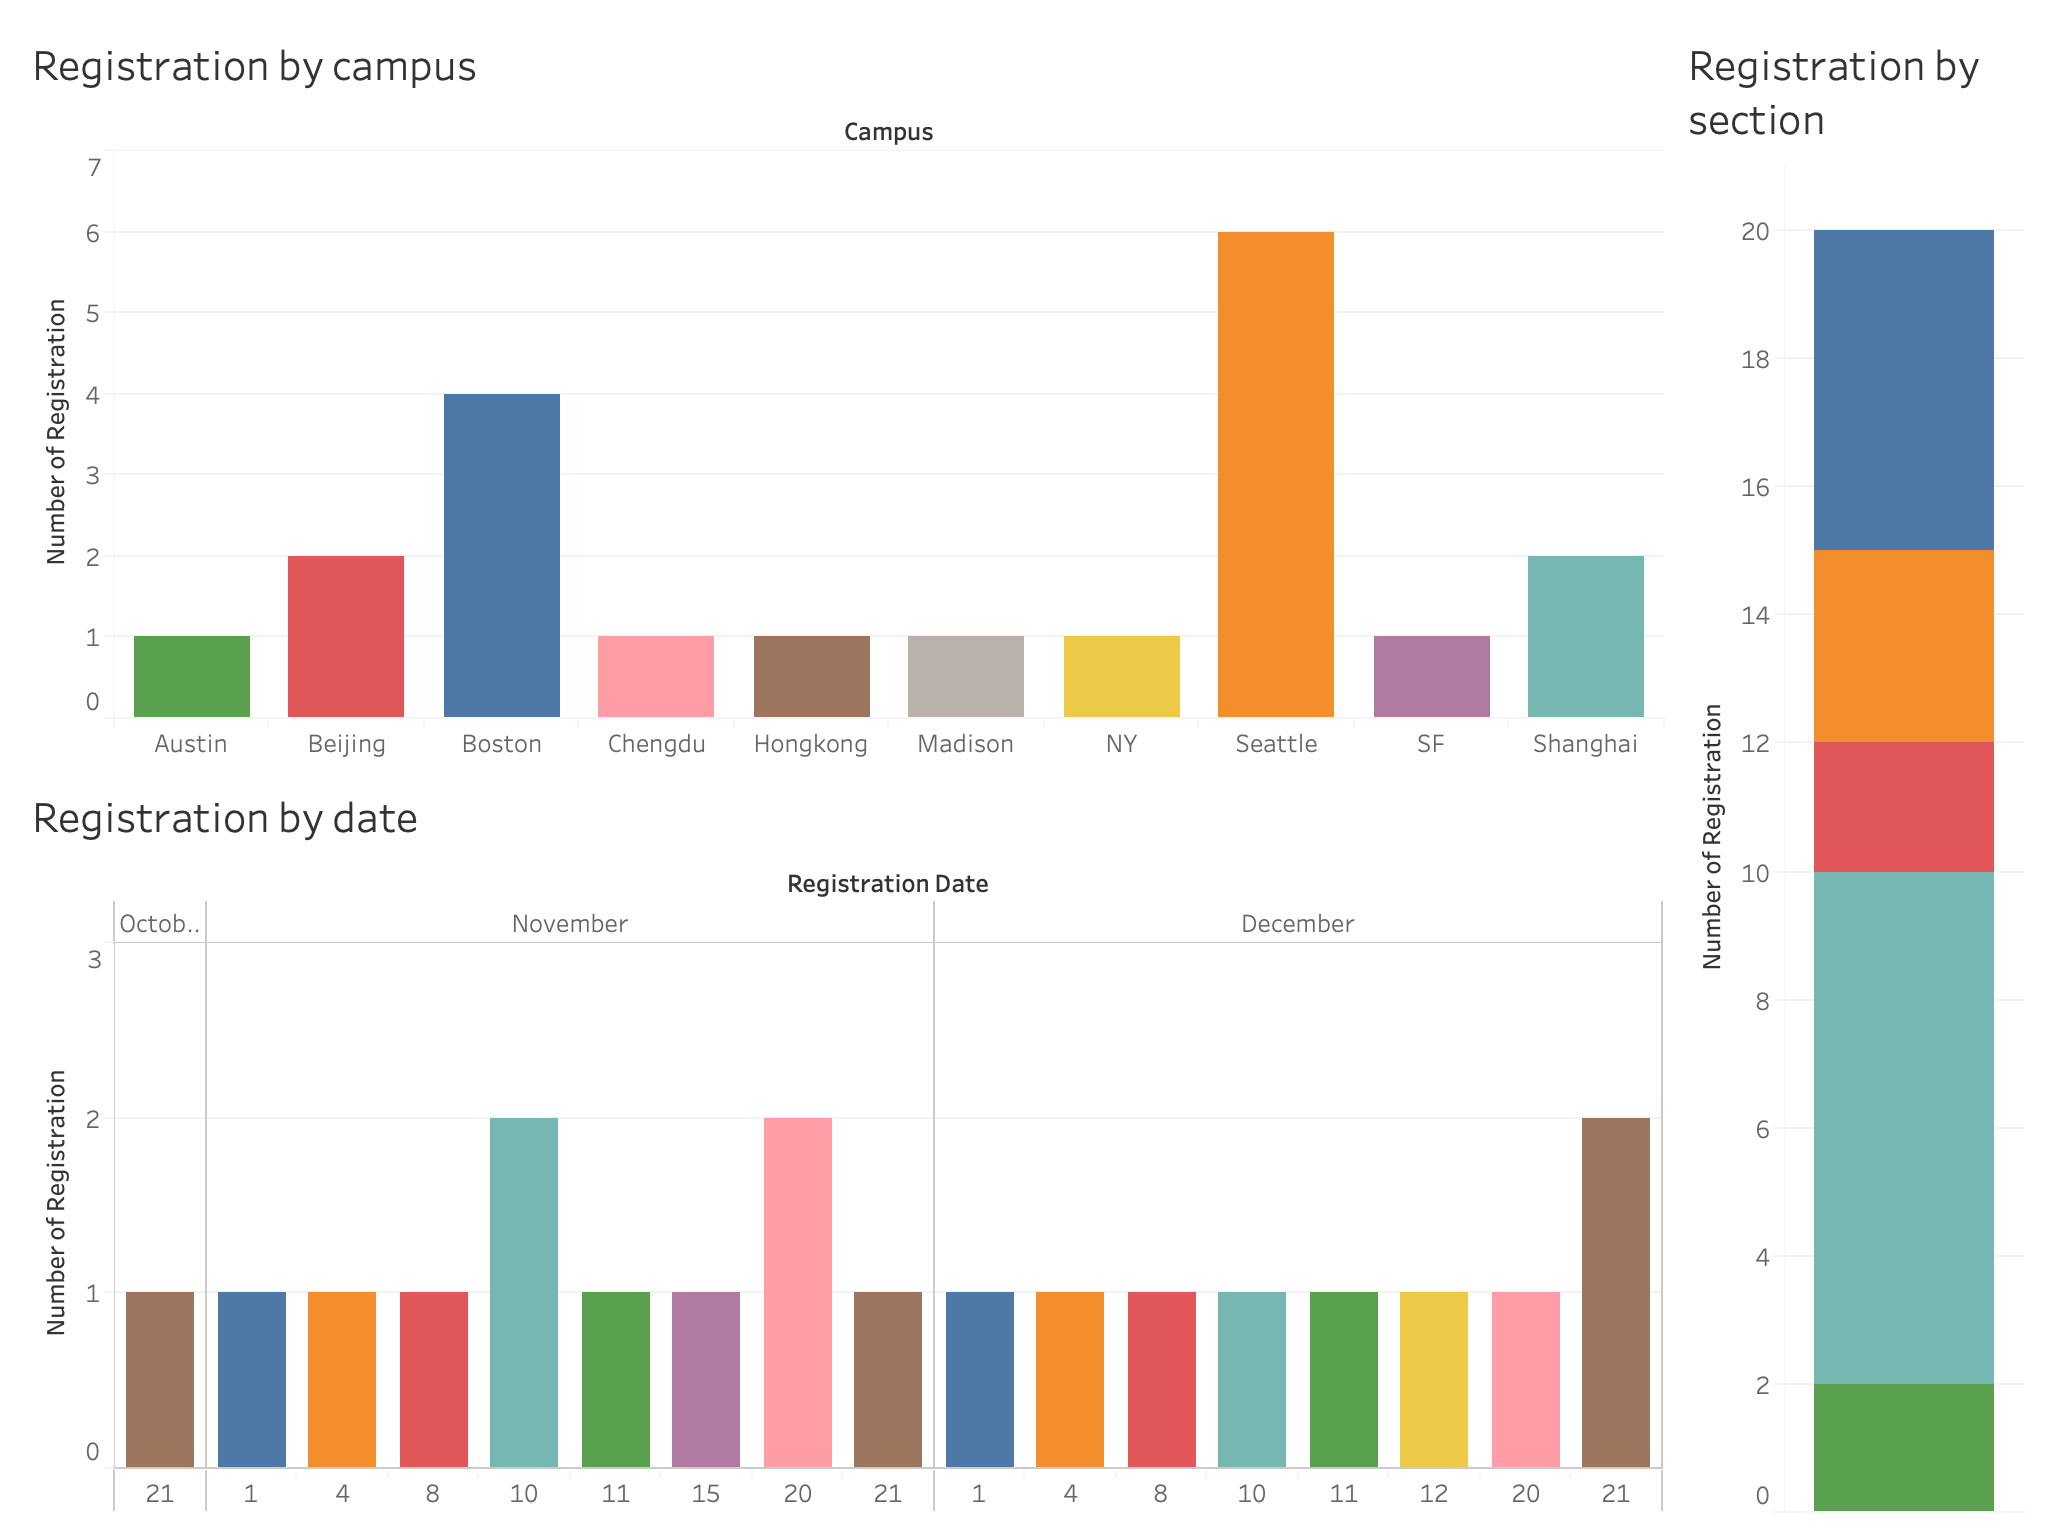 Registration by campus
Campus
Number of Registration
7
6
5
4
3
2
1
0
Austin Beijing Boston Chengdu Hongkong Madison NY Seattle SF Shanghai
Registration by date
Registration Date
Octob.. November December
Number of Registration
3
2
1
0
21 1 4 8 10 11 15 20 21 1 4 8 10 11 12 20 21
Registration by
section
Number of Registration
20
18
16
14
12
10
8
6
4
2
0